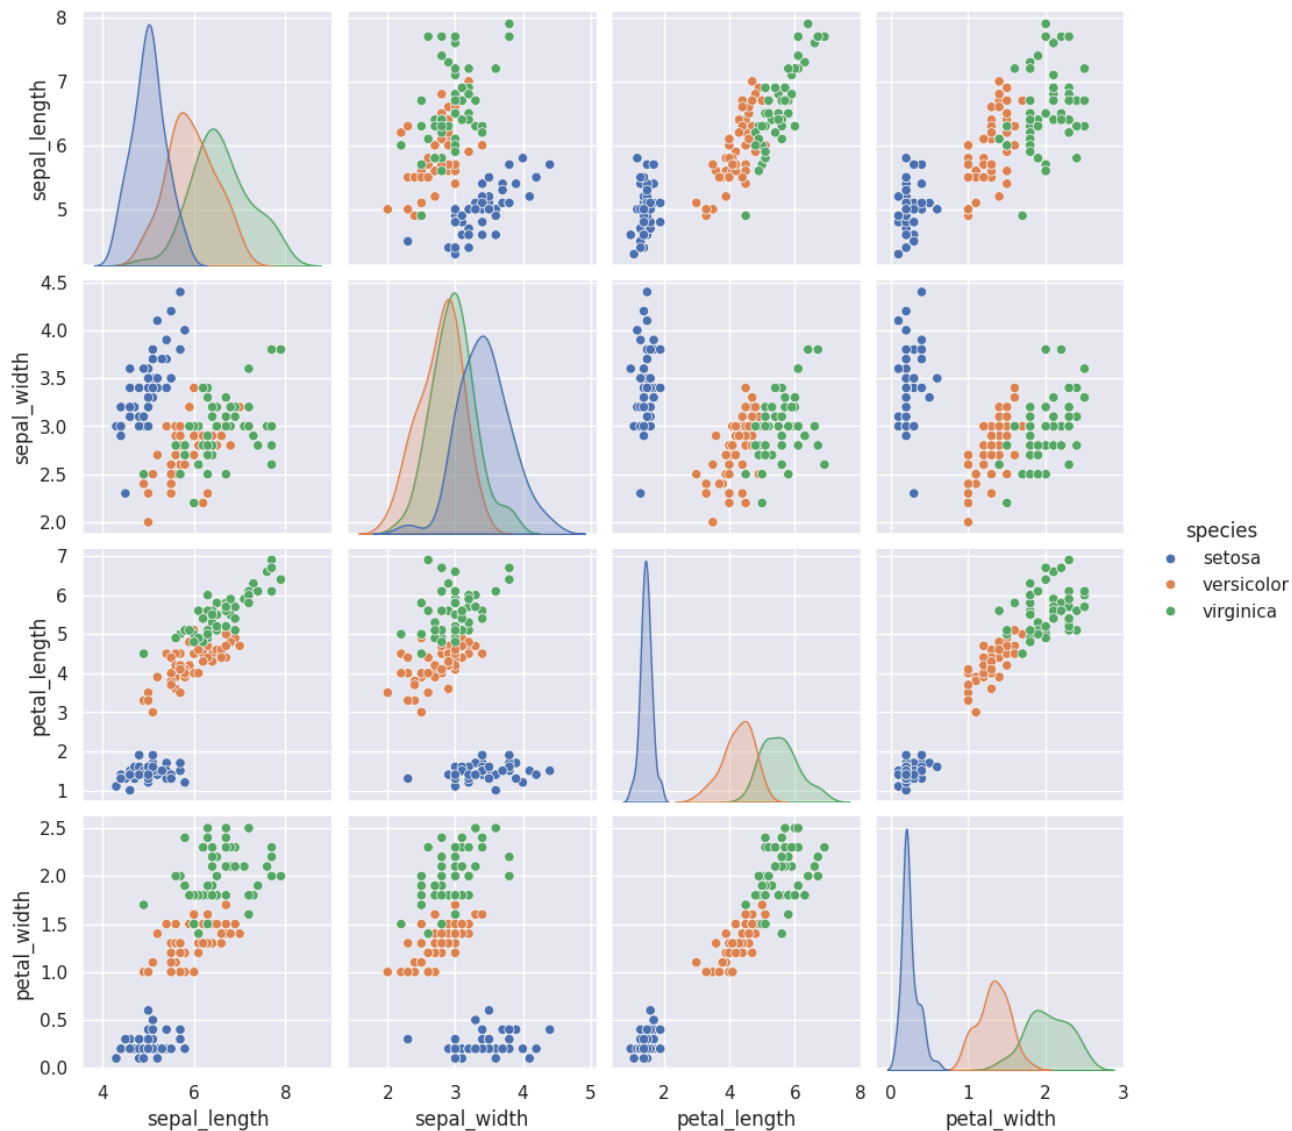 8
7
6
5
sepal_length
4.5
4.0
3.5
3.0
2.5
2.0
sepal_width
7
6
5
4
3
2
1
petal_length
2.5
2.0
1.5
1.0
0.5
0.0
petal_width
4 6 8
sepal_length
2 3 4 5
sepal_width
2 4 6 8
petal_length
0 1 2 3
petal_width
species
setosa
versicolor
virginica